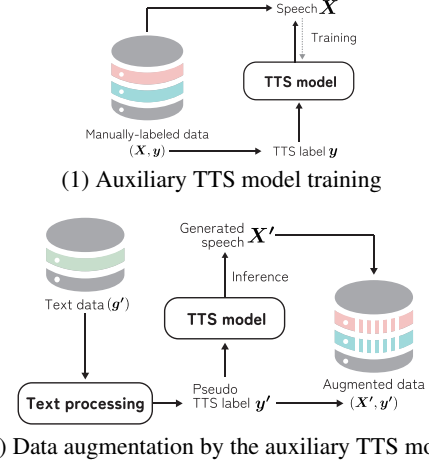 Speech X
Training
TTS model
Manually-labeled data
(X, y)
TTS label y
(1) Auxiliary TTS model training
Generated
speech X′
Inference
Text data (g′)
TTS model
Augmented data
(X′, y′)
Text processing
Pseudo
TTS label y′
) Data augmentation by the auxiliary TTS mo